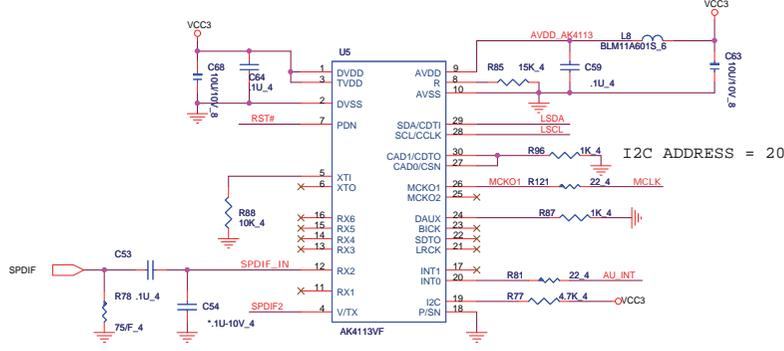 VCC3
VCC3
U5
AVDD_AK4113
L8
BLM11A601S_6
C68
10U/10V_8
C64
.1U_4
1
3
DVDD
TVDD
AVDD
R
AVSS
9
8
10
R85
15K_4
C59
.1U_4
C63
10U/10V_8
2
DVSS
RST#
7
PDN
SDA/CDTI
SCL/CCLK
29
28
LSDA
LSCL
CAD1/CDTO
CAD0/CSN
30
27
R96
1K_4
I2C ADDRESS = 20
5
6
XTI
XTO
MCKO1
MCKO2
26
25
MCKO1
R121
22_4
MCLK
R88
10K_4
16
15
14
13
RX6
RX5
RX4
RX3
DAUX
BICK
SDTO
LRCK
24
23
22
21
R87
1K_4
SPDIF
C53
.1U_4
R78
75/F_4
C54
*.1U-10V_4
SPDIF_IN
12
RX2
11
RX1
SPDIF2
4
V/TX
INT1
INT0
17
20
R81
22_4
AU_INT
I2C
P/SN
19
18
R77
4.7K_4
VCC3
AK4113VF